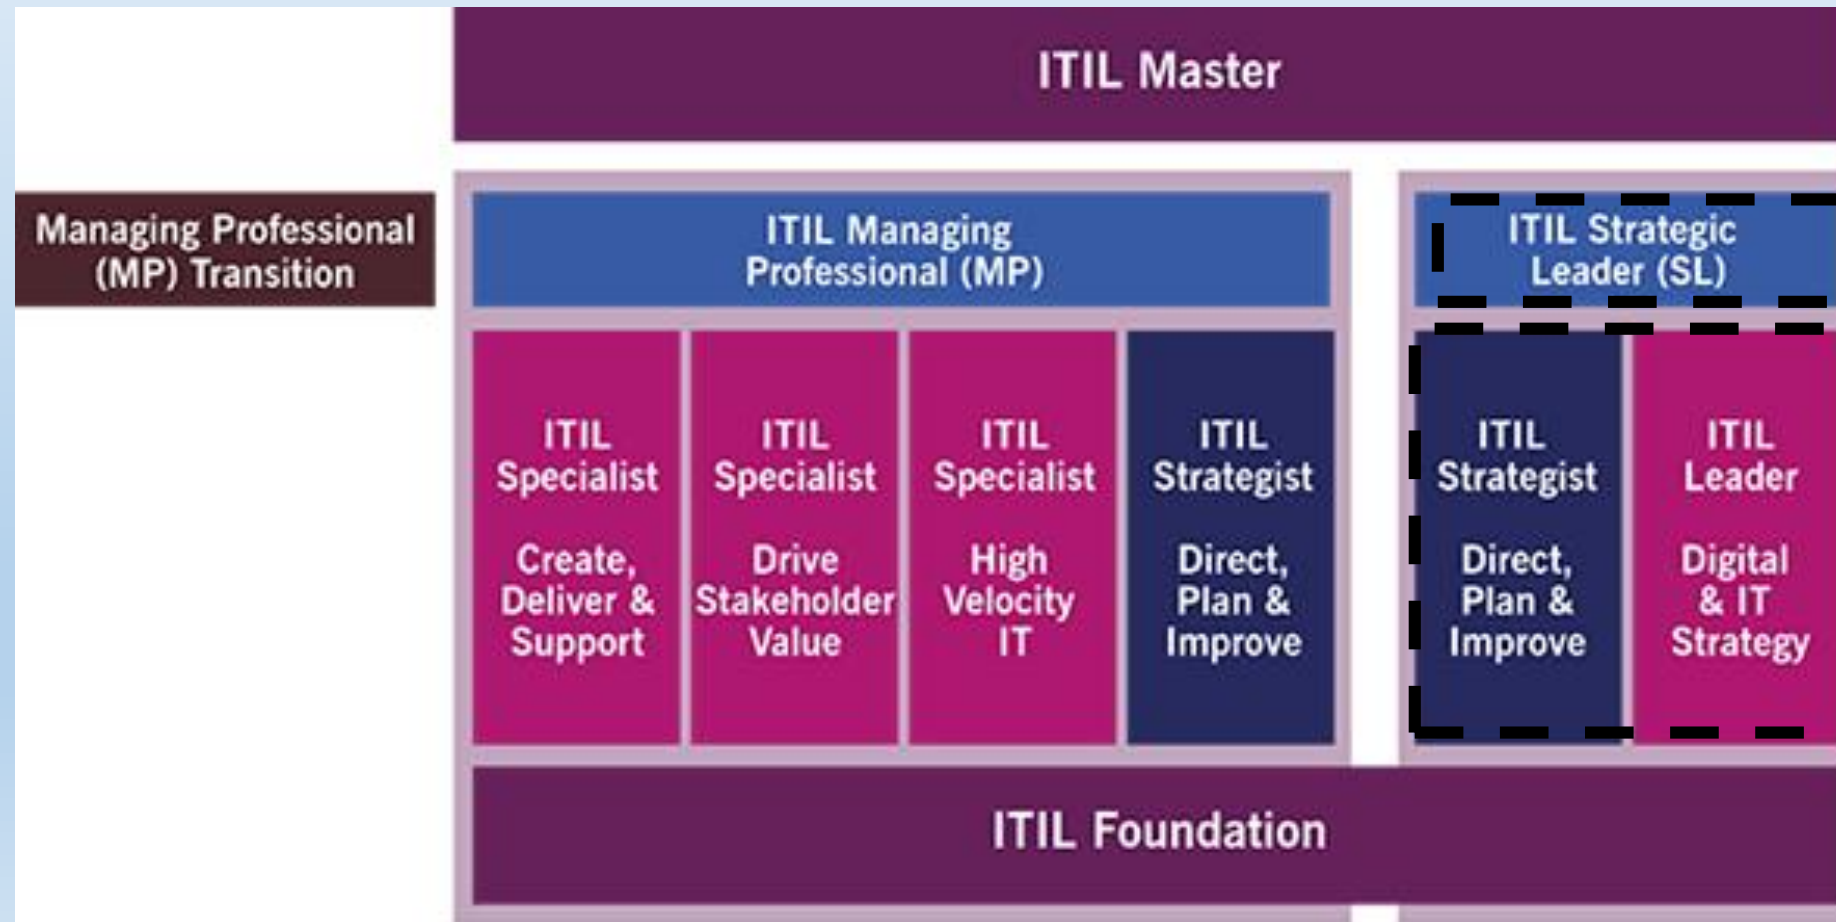 ITIL Master
Managing Professional
(MP) Transition
ITIL Managing
Professional (MP)
ITIL Strategic
Leader (SL)
ITIL
Specialist
Create,
Deliver &
Support
ITIL
Specialist
Drive
Stakeholder
Value
ITIL
Specialist
High
Velocity
IT
ITIL
Strategist
Direct,
Plan &
Improve
ITIL
Strategist
Direct,
Plan &
Improve
ITIL
Leader
Digital
& IT
Strategy
ITIL Foundation